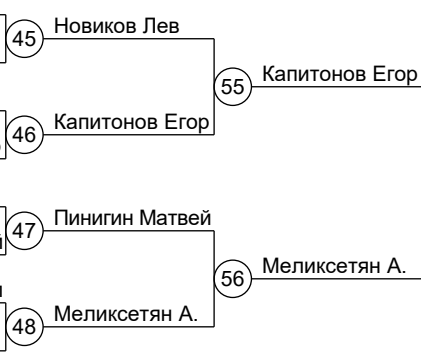 45 Новиков Лев
55 Капитонов Егор
46 Капитонов Егор
47 Пинигин Матвей
56 Меликсетян А.
48 Меликсетян А.